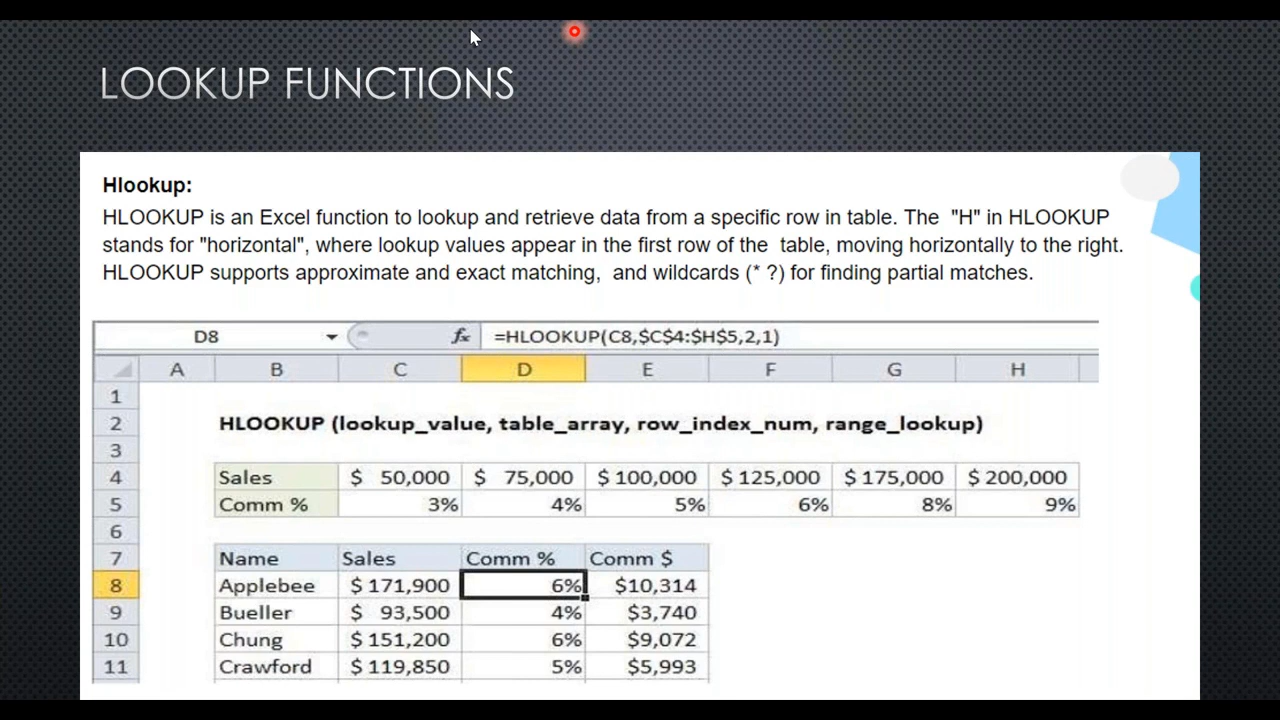 LOOKUP FUNCTIONS
Hlookup:
HLOOKUP is an Excel function to lookup and retrieve data from a specific row in table. The "H" in HLOOKUP
stands for "horizontal", where lookup values appear in the first row of the table, moving horizontally to the right.
HLOOKUP supports approximate and exact matching, and wildcards (* ?) for finding partial matches.
D8 fx =HLOOKUP(C8,$C$4:$H$5,2,1)
A B C D E F G H
1
2 HLOOKUP (lookup_value, table_array, row_index_num, range_lookup)
3
4 Sales $ 50,000 $ 75,000 $ 100,000 $ 125,000 $ 175,000 $ 200,000
5 Comm % 3% 4% 5% 6% 8% 9%
6
7 Name Sales Comm % Comm $
8 Applebee $ 171,900 6% $10,314
9 Bueller $ 93,500 4% $3,740
10 Chung $ 151,200 6% $9,072
11 Crawford $ 119,850 5% $5,993